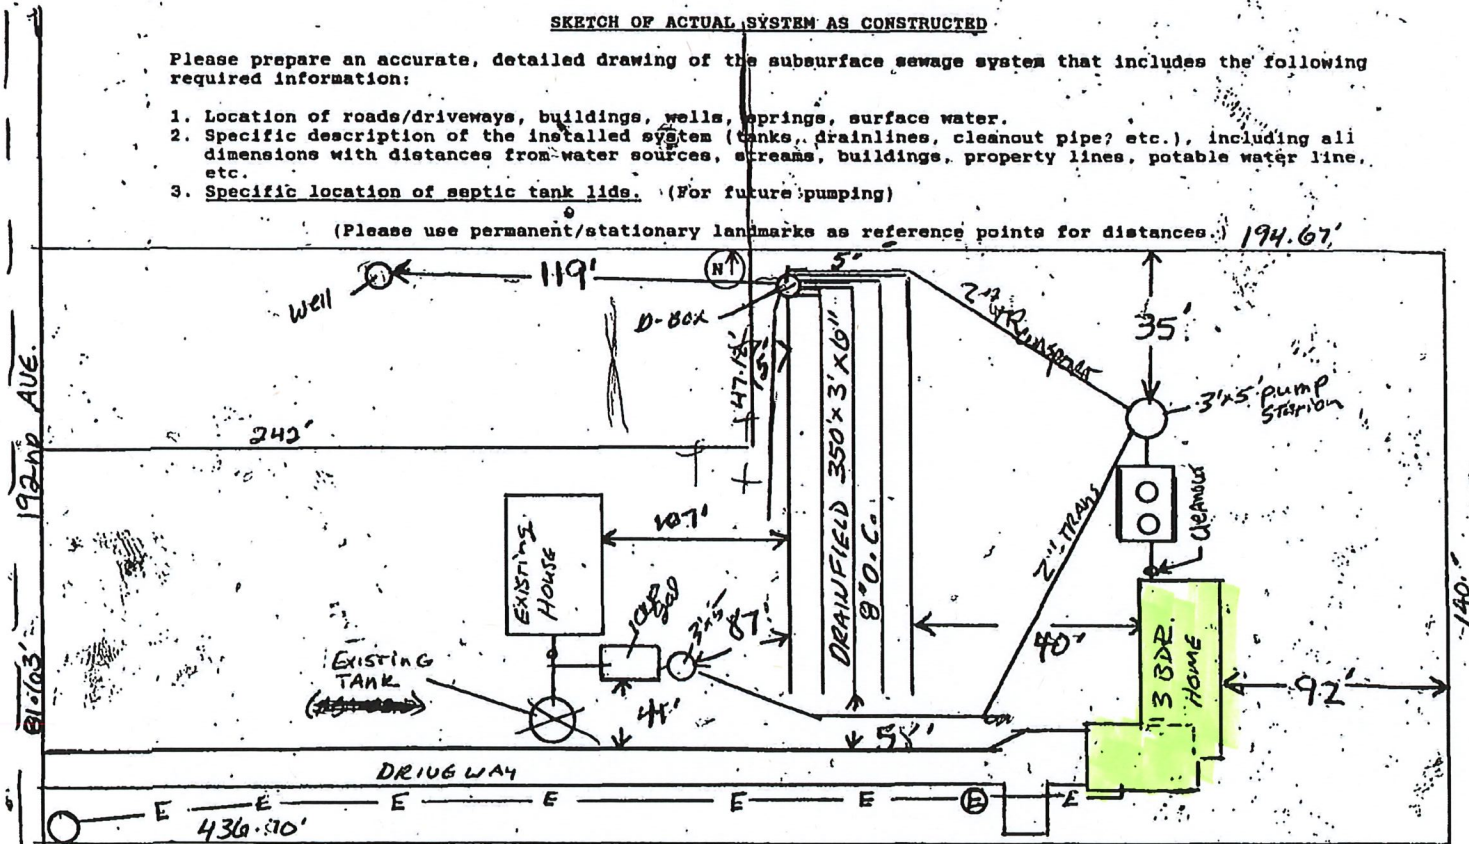 SKETCH OF ACTUAL SYSTEM AS CONSTRUCTED
Please prepare an accurate, detailed drawing of the subsurface sewage system that includes the following
required information:
1. Location of roads/driveways, buildings, wells, springs, surface water.
2. Specific description of the installed system (tanks, drainlines, cleanout pipe, etc.), including all
dimensions with distances from water sources, streams, buildings, property lines, potable water line,
etc.
3. Specific location of septic tank lids. (For future pumping)
(Please use permanent/stationary landmarks as reference points for distances.) 194.67'
119'
N
5'
Well
D-BOX
2" TRANSPORT
35'
3'x5' pump
station
47.12'
242'
192nd AVE.
EXISTING
HOUSE
107'
DRAINFIELD 350'x3'x6"
8' O.C.
2" TRANS
Cleanout
140.'
3'x5'
87'
40'
3 BDR.
HOME
92'
EXISTING
TANK
58'
DRIVEWAY
E E E E E E E E